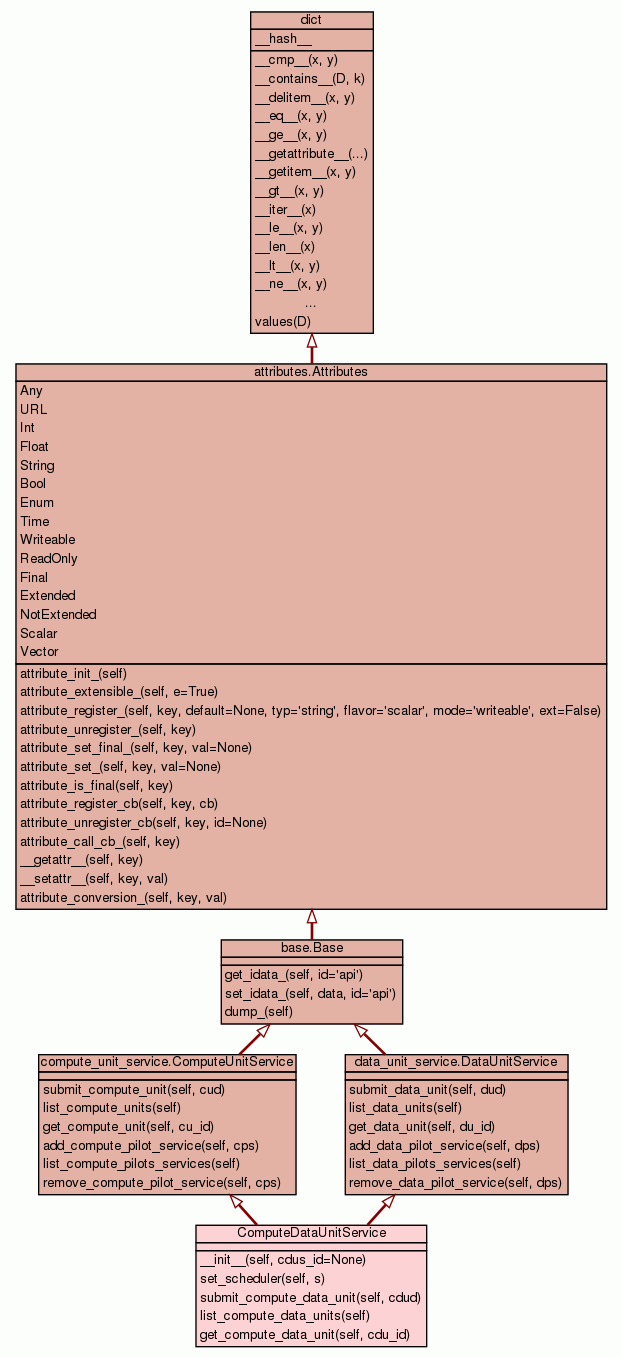 dict
__hash__
__cmp__(x, y)
__contains__(D, k)
__delitem__(x, y)
__eq__(x, y)
__ge__(x, y)
__getattribute__(...)
__getitem__(x, y)
__gt__(x, y)
__iter__(x)
__le__(x, y)
__len__(x)
__lt__(x, y)
__ne__(x, y)
...
values(D)
attributes.Attributes
Any
URL
Int
Float
String
Bool
Enum
Time
Writeable
ReadOnly
Final
Extended
NotExtended
Scalar
Vector
attribute_init_(self)
attribute_extensible_(self, e=True)
attribute_register_(self, key, default=None, typ='string', flavor='scalar', mode='writeable', ext=False)
attribute_unregister_(self, key)
attribute_set_final_(self, key, val=None)
attribute_set_(self, key, val=None)
attribute_is_final(self, key)
attribute_register_cb(self, key, cb)
attribute_unregister_cb(self, key, id=None)
attribute_call_cb_(self, key)
__getattr__(self, key)
__setattr__(self, key, val)
attribute_conversion_(self, key, val)
base.Base
get_idata_(self, id='api')
set_idata_(self, data, id='api')
dump_(self)
compute_unit_service.ComputeUnitService
submit_compute_unit(self, cud)
list_compute_units(self)
get_compute_unit(self, cu_id)
add_compute_pilot_service(self, cps)
list_compute_pilots_services(self)
remove_compute_pilot_service(self, cps)
data_unit_service.DataUnitService
submit_data_unit(self, dud)
list_data_units(self)
get_data_unit(self, du_id)
add_data_pilot_service(self, dps)
list_data_pilots_services(self)
remove_data_pilot_service(self, dps)
ComputeDataUnitService
__init__(self, cdus_id=None)
set_scheduler(self, s)
submit_compute_data_unit(self, cdud)
list_compute_data_units(self)
get_compute_data_unit(self, cdu_id)